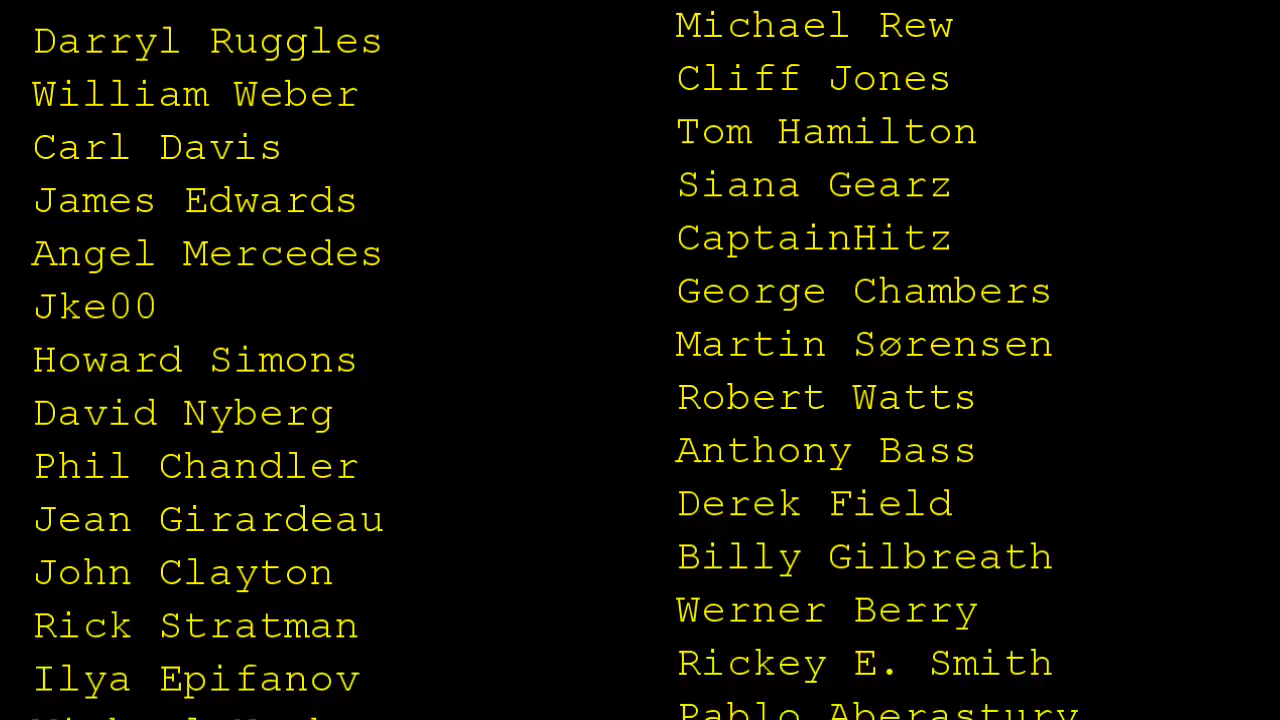 Darryl Ruggles
William Weber
Carl Davis
James Edwards
Angel Mercedes
Jke00
Howard Simons
David Nyberg
Phil Chandler
Jean Girardeau
John Clayton
Rick Stratman
Ilya Epifanov
Michael Rew
Cliff Jones
Tom Hamilton
Siana Gearz
CaptainHitz
George Chambers
Martin Sørensen
Robert Watts
Anthony Bass
Derek Field
Billy Gilbreath
Werner Berry
Rickey E. Smith
Pablo Aberastury